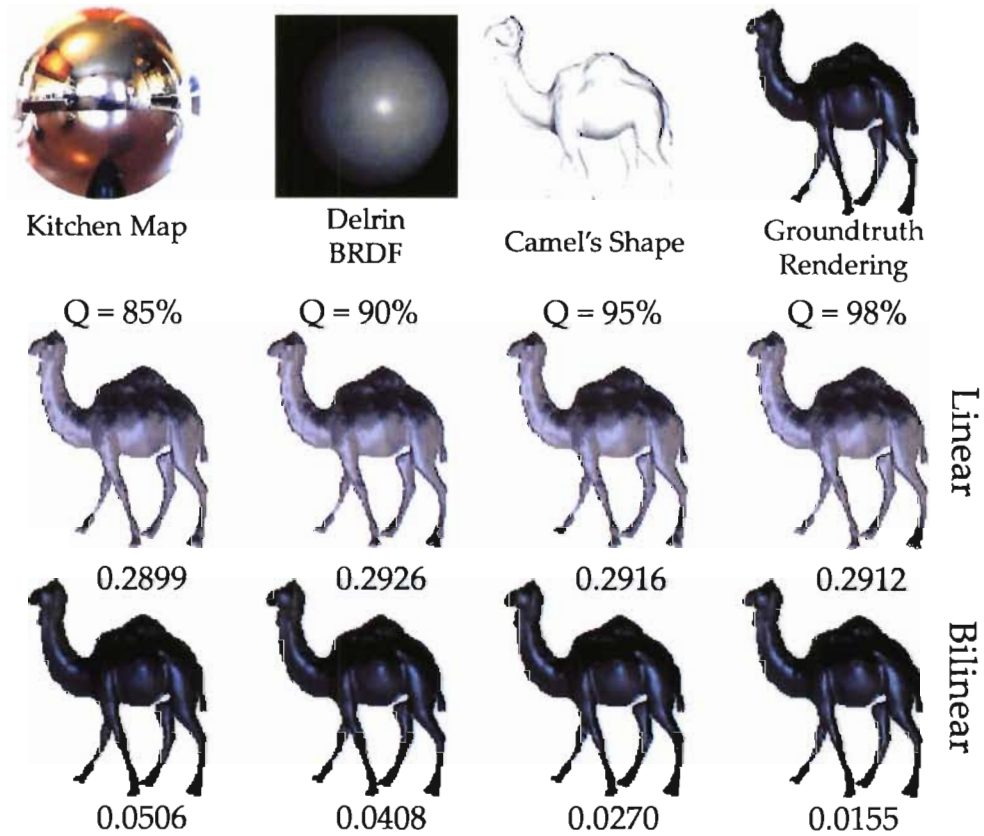 Kitchen Map
Delrin
BRDF
Camel's Shape
Groundtruth
Rendering
Q = 85%
Q = 90%
Q = 95%
Q = 98%
Linear
0.2899
0.2926
0.2916
0.2912
Bilinear
0.0506
0.0408
0.0270
0.0155